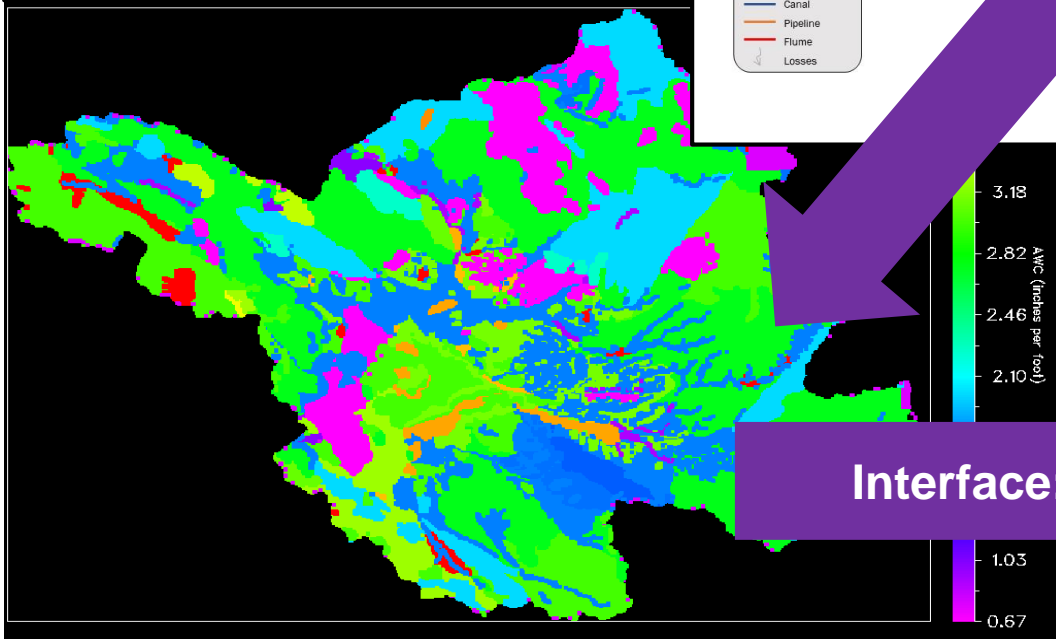 Canal
Pipeline
Flume
Losses
3.18
2.82
2.46
2.10
AWC (inches per foot)
Interface
1.03
0.67